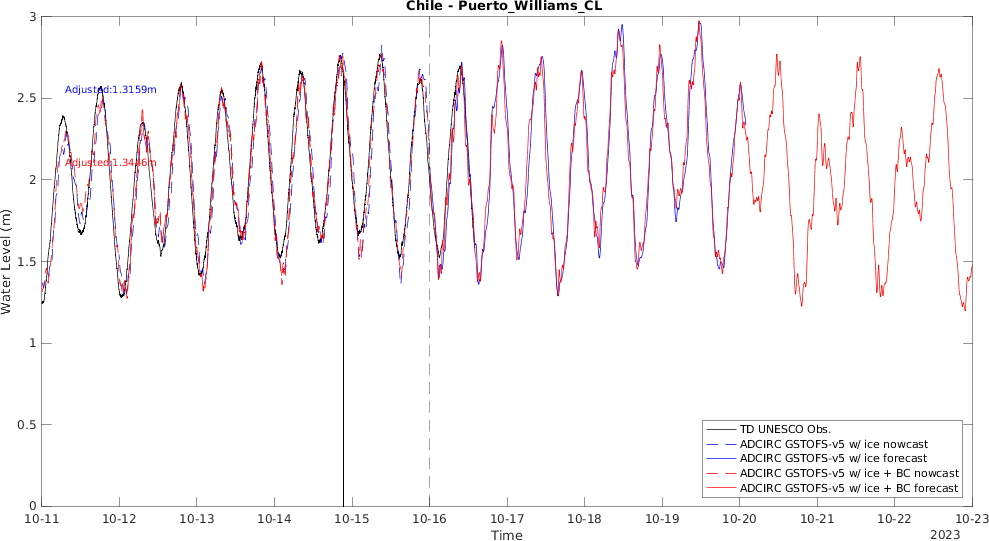 Chile - Puerto_Williams_CL
Water Level (m)
3
2.5
2
1.5
1
0.5
0
Adjusted:1.3159m
Adjusted:1.3446m
TD UNESCO Obs.
ADCIRC GSTOFS-v5 w/ ice nowcast
ADCIRC GSTOFS-v5 w/ ice forecast
ADCIRC GSTOFS-v5 w/ ice + BC nowcast
ADCIRC GSTOFS-v5 w/ ice + BC forecast
10-11 10-12 10-13 10-14 10-15 10-16 10-17 10-18 10-19 10-20 10-21 10-22 10-23
Time
2023